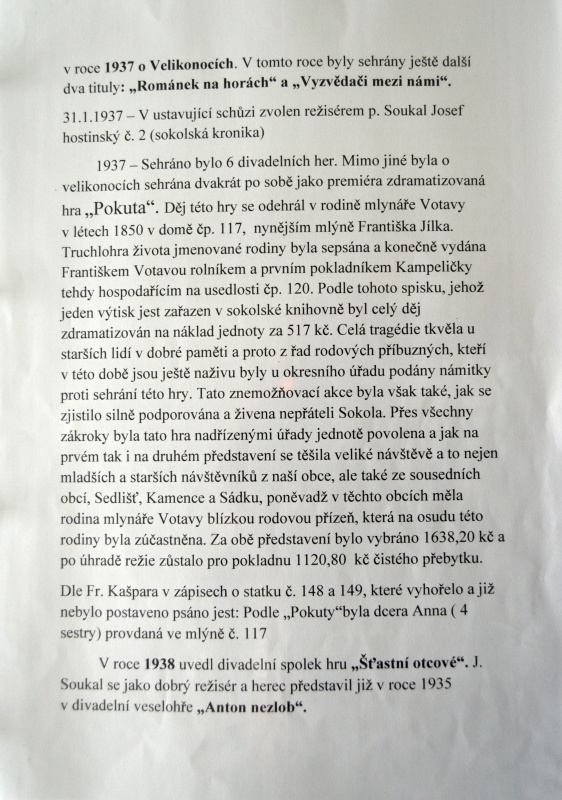 v roce 1937 o Velikonocích. V tomto roce byly sehrány ještě další
dva tituly: „Románek na horách“ a „Vyzvědači mezi námi“.
31.1.1937 – V ustavující schůzi zvolen režisérem p. Soukal Josef
hostinský č. 2 (sokolská kronika)
1937 – Sehráno bylo 6 divadelních her. Mimo jiné byla o
velikonocích sehrána dvakrát po sobě jako premiéra zdramatizovaná
hra „Pokuta“. Děj této hry se odehrál v rodině mlynáře Votavy
v létech 1850 v domě čp. 117, nynějším mlýně Františka Jílka.
Truchlohra života jmenované rodiny byla sepsána a konečně vydána
Františkem Votavou rolníkem a prvním pokladníkem Kampeličky
tehdy hospodařícím na usedlosti čp. 120. Podle tohoto spisku, jehož
jeden výtisk jest zařazen v sokolské knihovně byl celý děj
zdramatizován na náklad jednoty za 517 kč. Celá tragédie tkvěla u
starších lidí v dobré paměti a proto z řad rodových příbuzných, kteří
v této době jsou ještě naživu byly u okresního úřadu podány námitky
proti sehrání této hry. Tato znemožňovací akce byla však také, jak se
zjistilo silně podporována a živena nepřáteli Sokola. Přes všechny
zákroky byla tato hra nadřízenými úřady jednotě povolena a jak na
prvém tak i na druhém představení se těšila veliké návštěvě a to nejen
mladších a starších návštěvníků z naší obce, ale také ze sousedních
obcí, Sedlišť, Kamence a Sádku, poněvadž v těchto obcích měla
rodina mlynáře Votavy blízkou rodovou přízeň, která na osudu této
rodiny byla zúčastněna. Za obě představení bylo vybráno 1638,20 kč a
po úhradě režie zůstalo pro pokladnu 1120,80 kč čistého přebytku.
Dle Fr. Kašpara v zápisech o statku č. 148 a 149, které vyhořelo a již
nebylo postaveno psáno jest: Podle „Pokuty“byla dcera Anna ( 4
sestry) provdaná ve mlýně č. 117
V roce 1938 uvedl divadelní spolek hru „Šťastní otcové“. J.
Soukal se jako dobrý režisér a herec představil již v roce 1935
v divadelní veselohře „Anton nezlob“.